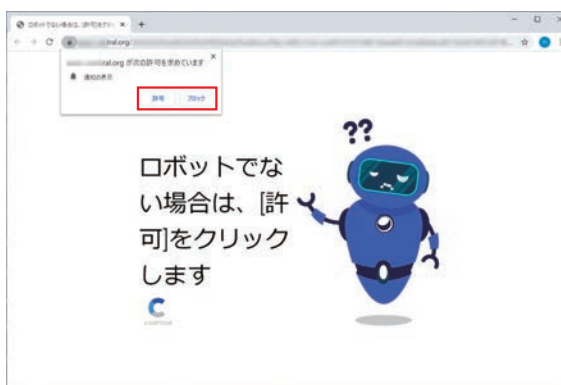 ロボットでない場合は、[許可]をクリッ
ral.org
ral.org が次の許可を求めています
通知の表示
許可 ブロック
??
ロボットでな
い場合は、[許
可]をクリック
します